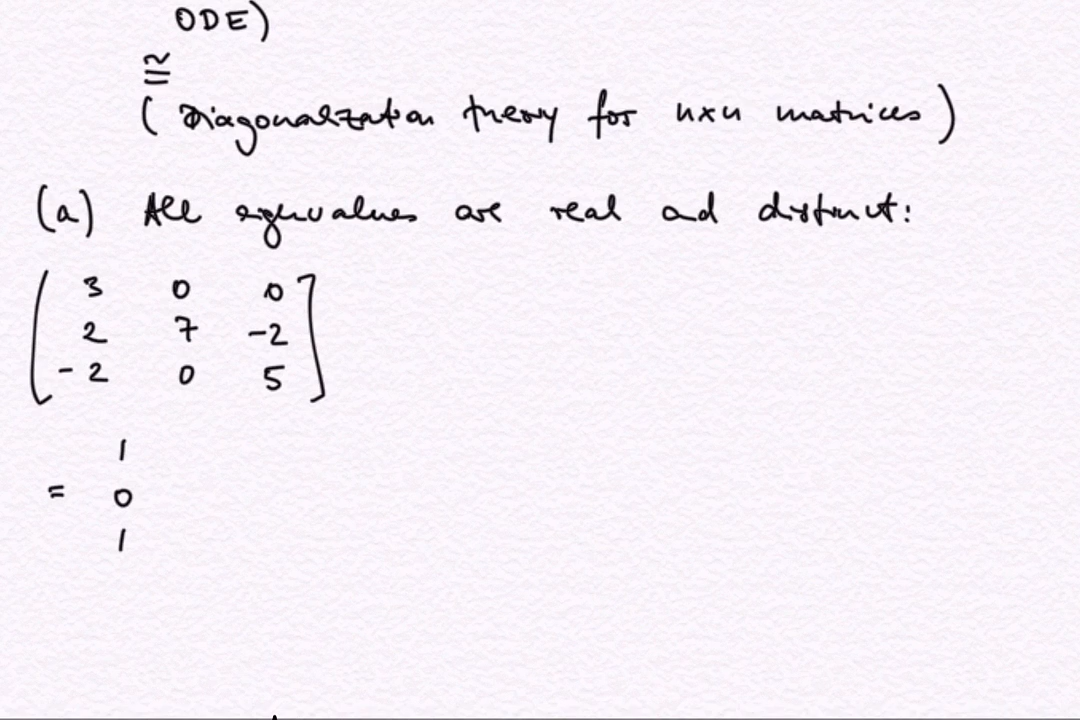 ODE)
≅
( Diagonalization theory for n×n matrices )
(a) All eigenvalues are real and distinct:
3 0 0
2 7 -2
-2 0 5
1
= 0
1